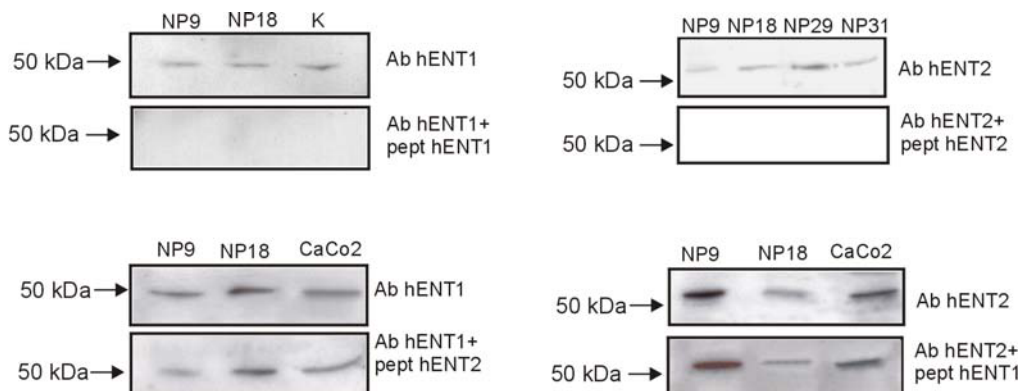 NP9 NP18 K
50 kDa
Ab hENT1
50 kDa
Ab hENT1+
pept hENT1
NP9 NP18 NP29 NP31
50 kDa
Ab hENT2
50 kDa
Ab hENT2+
pept hENT2
NP9 NP18 CaCo2
50 kDa
Ab hENT1
50 kDa
Ab hENT1+
pept hENT2
NP9 NP18 CaCo2
50 kDa
Ab hENT2
50 kDa
Ab hENT2+
pept hENT1